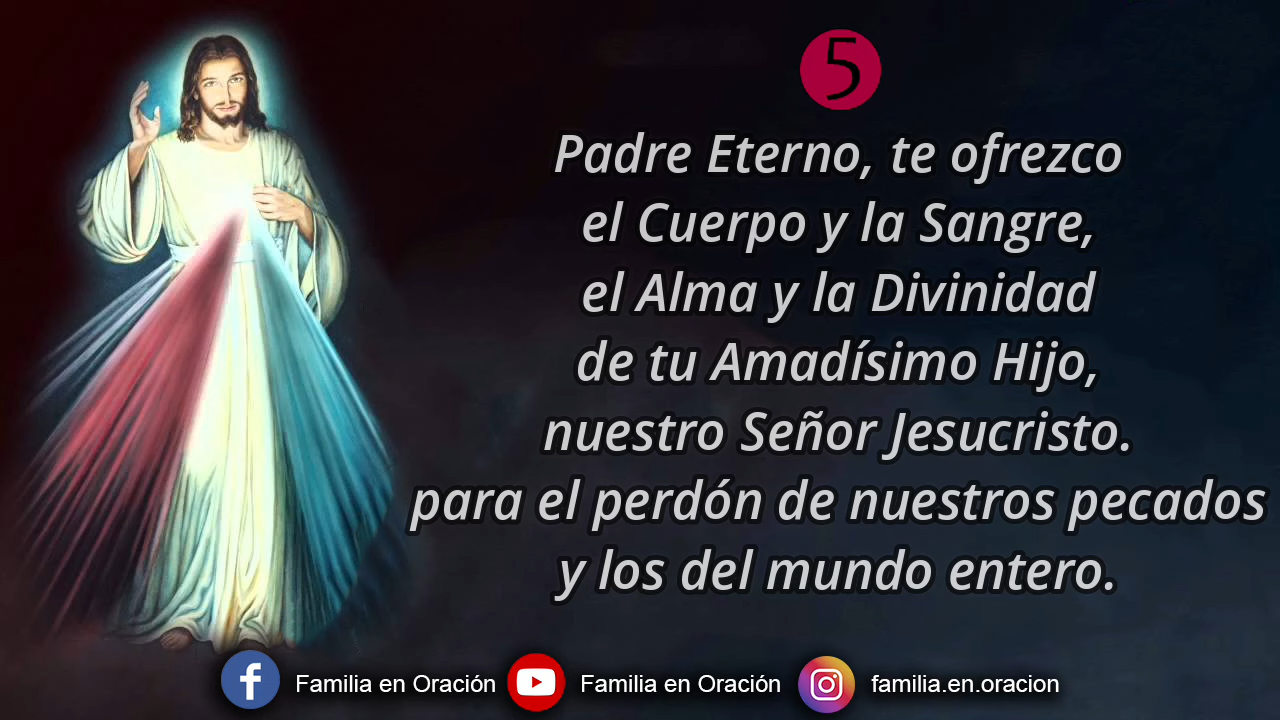 5
Padre Eterno, te ofrezco
el Cuerpo y la Sangre,
el Alma y la Divinidad
de tu Amadísimo Hijo,
nuestro Señor Jesucristo.
para el perdón de nuestros pecados
y los del mundo entero.
Familia en Oración Familia en Oración familia.en.oracion